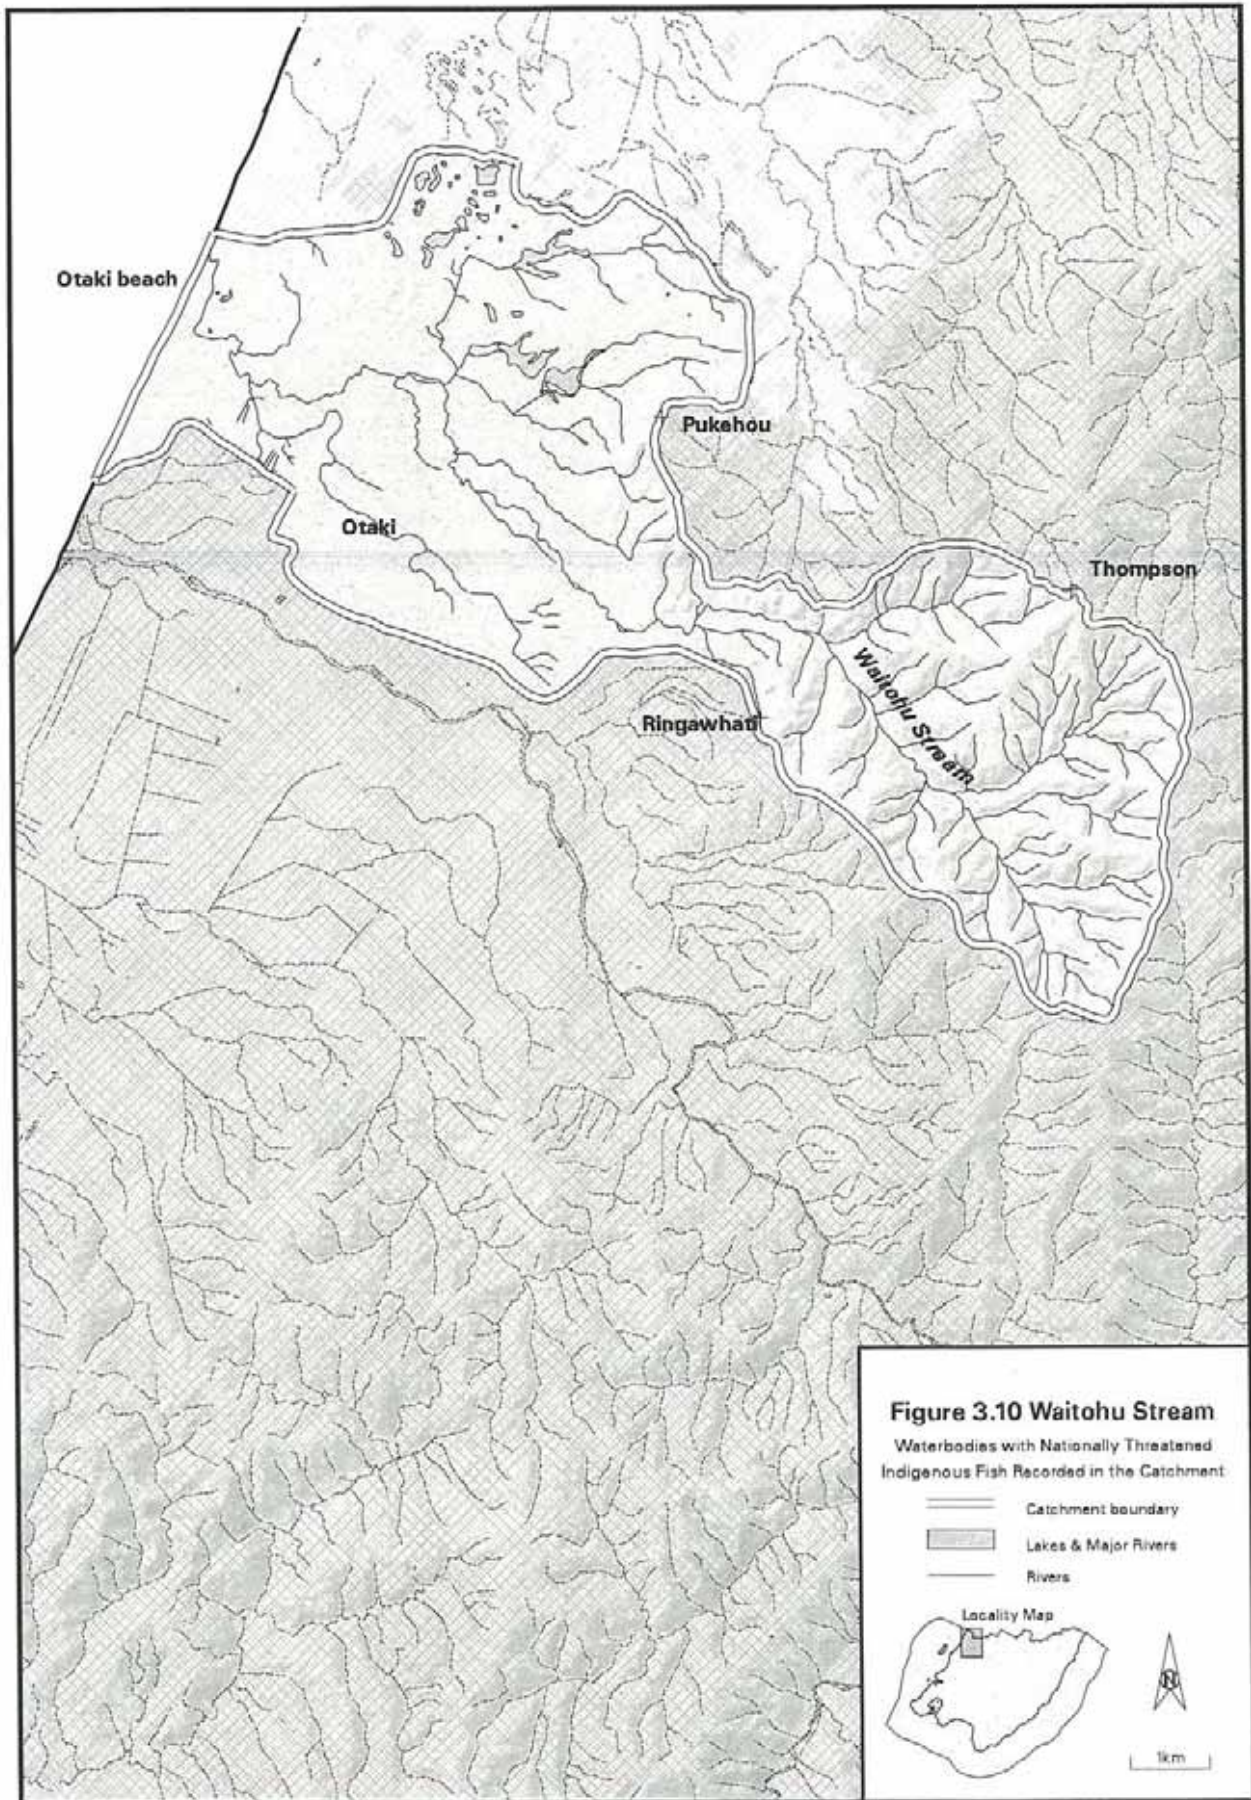 Otaki beach
Pukehou
Otaki
Thompson
Waitohu Stream
Ringawhati
Figure 3.10 Waitohu Stream
Waterbodies with Nationally Threatened
Indigenous Fish Recorded in the Catchment
Catchment boundary
Lakes & Major Rivers
Rivers
Locality Map
N
1km